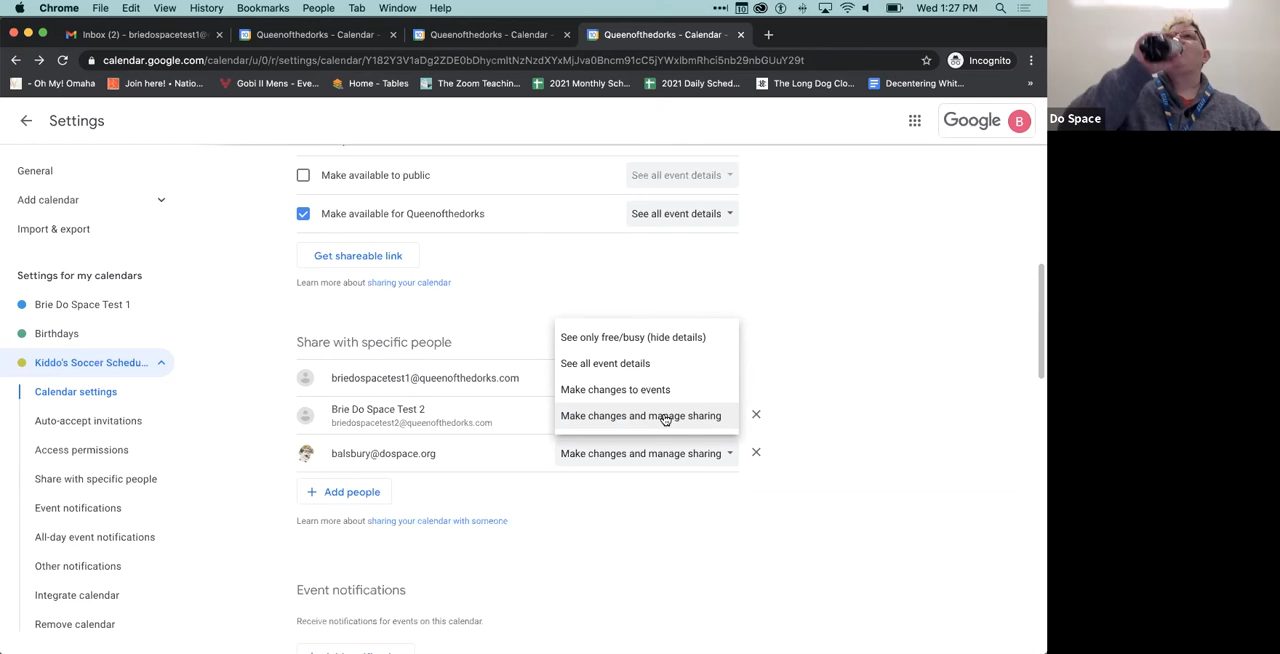 Chrome File Edit View History Bookmarks People Tab Window Help 10 Wed 1:27 PM
Inbox (2) - briedospacetest1@ Queenofthedorks - Calendar - Queenofthedorks - Calendar - Queenofthedorks - Calendar -
calendar.google.com/calendar/u/0/r/settings/calendar/ Incognito
- Oh My! Omaha Join here! • Natio... Gobi II Mens - Eve... Home - Tables The Zoom Teachin... 2021 Monthly Sch... 2021 Daily Sched... The Long Dog Clo... Decentering Whit... »
Settings Google B
Do Space
General
Add calendar
Import & export
Settings for my calendars
Brie Do Space Test 1
Birthdays
Kiddo's Soccer Schedu...
Calendar settings
Auto-accept invitations
Access permissions
Share with specific people
Event notifications
All-day event notifications
Other notifications
Integrate calendar
Remove calendar
Make available to public See all event details
Make available for Queenofthedorks See all event details
Get shareable link
Learn more about sharing your calendar
Share with specific people
briedospacetest1@queenofthedorks.com
Brie Do Space Test 2
briedospacetest2@queenofthedorks.com
See only free/busy (hide details)
See all event details
Make changes to events
Make changes and manage sharing
balsbury@dospace.org Make changes and manage sharing
+ Add people
Learn more about sharing your calendar with someone
Event notifications
Receive notifications for events on this calendar.